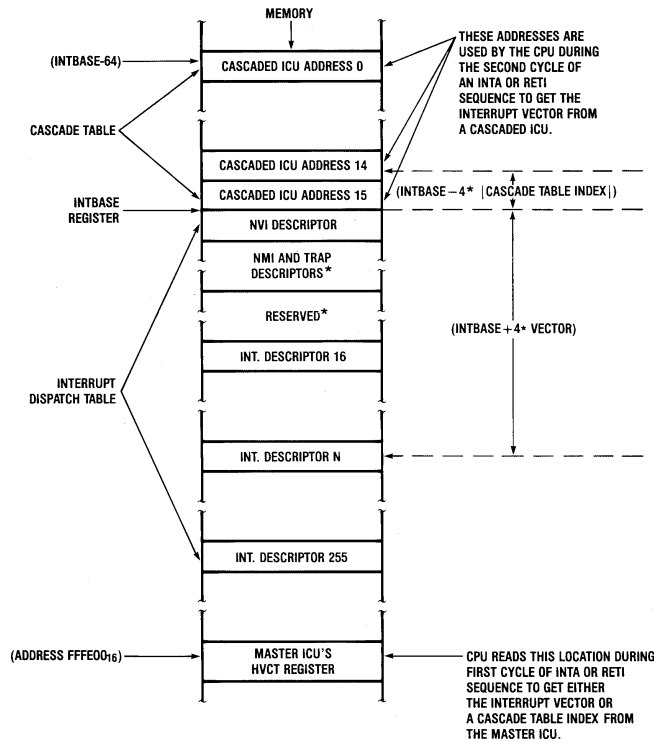 MEMORY
(INTBASE-64)
CASCADED ICU ADDRESS 0
THESE ADDRESSES ARE
USED BY THE CPU DURING
THE SECOND CYCLE OF
AN INTA OR RETI
SEQUENCE TO GET THE
INTERRUPT VECTOR FROM
A CASCADED ICU.
CASCADE TABLE
CASCADED ICU ADDRESS 14
CASCADED ICU ADDRESS 15
(INTBASE−4* |CASCADE TABLE INDEX|)
INTBASE
REGISTER
NVI DESCRIPTOR
NMI AND TRAP
DESCRIPTORS*
RESERVED*
(INTBASE+4* VECTOR)
INT. DESCRIPTOR 16
INTERRUPT
DISPATCH TABLE
INT. DESCRIPTOR N
INT. DESCRIPTOR 255
(ADDRESS FFFE00₁₆)
MASTER ICU'S
HVCT REGISTER
CPU READS THIS LOCATION DURING
FIRST CYCLE OF INTA OR RETI
SEQUENCE TO GET EITHER
THE INTERRUPT VECTOR OR
A CASCADE TABLE INDEX FROM
THE MASTER ICU.